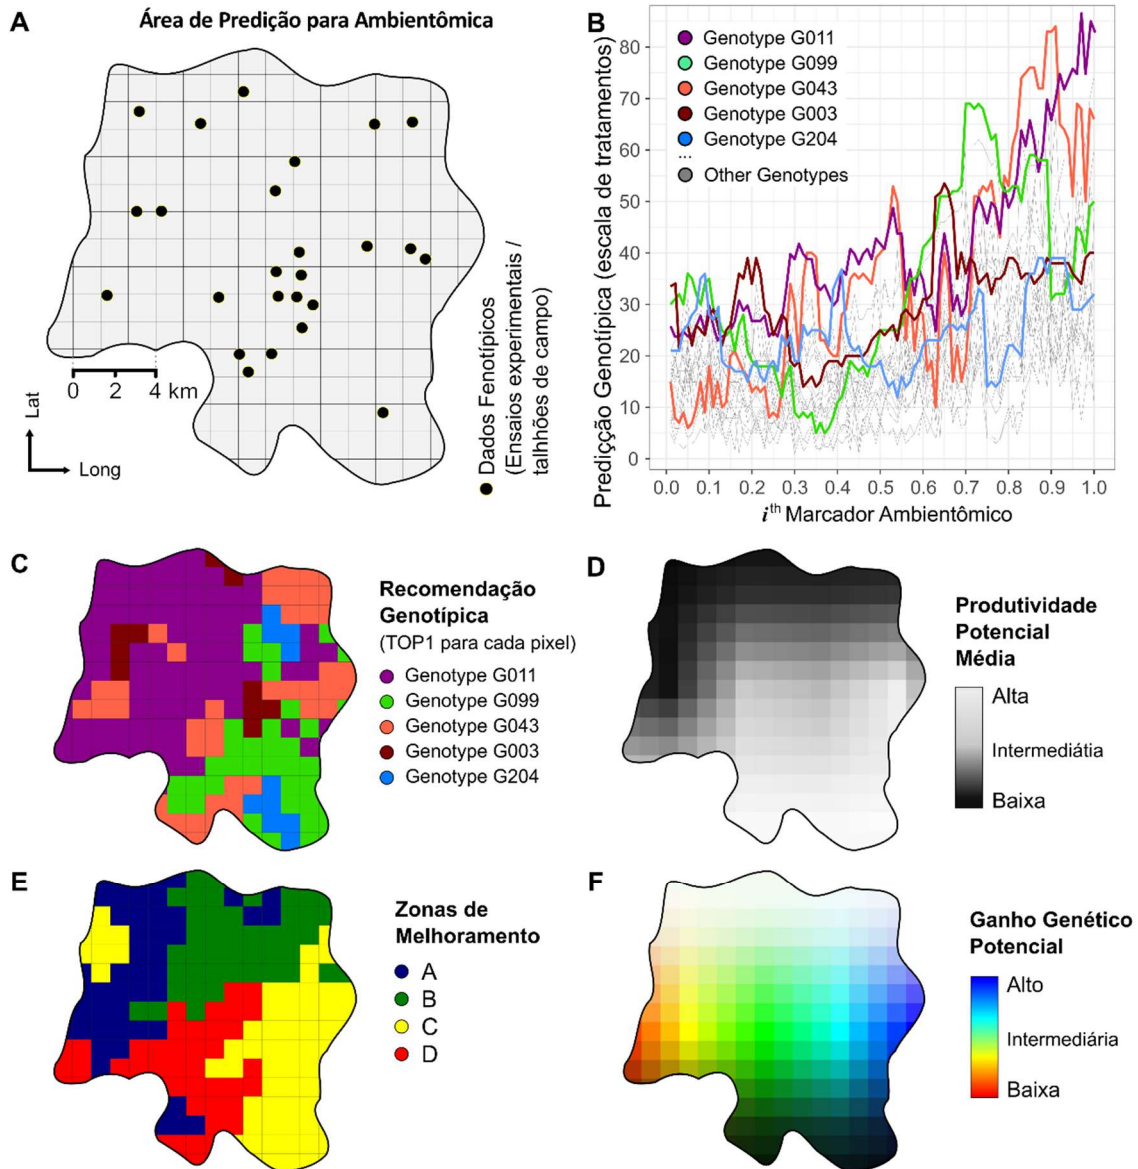 A
Área de Predição para Ambientômica
0 2 4 km
Lat
Long
Dados Fenotípicos
(Ensaios experimentais /
talhhões de campo)
B
Predicção Genotípica (escala de tratamentos)
80
70
60
50
40
30
20
10
0
Genotype G011
Genotype G099
Genotype G043
Genotype G003
Genotype G204
Other Genotypes
0.0 0.1 0.2 0.3 0.4 0.5 0.6 0.7 0.8 0.9 1.0
ith Marcador Ambientômico
C
Recomendação
Genotípica
(TOP1 para cada pixel)
Genotype G011
Genotype G099
Genotype G043
Genotype G003
Genotype G204
D
Produtividade
Potencial
Média
Alta
Intermediátia
Baixa
E
Zonas de
Melhoramento
A
B
C
D
F
Ganho Genético
Potencial
Alto
Intermediária
Baixa